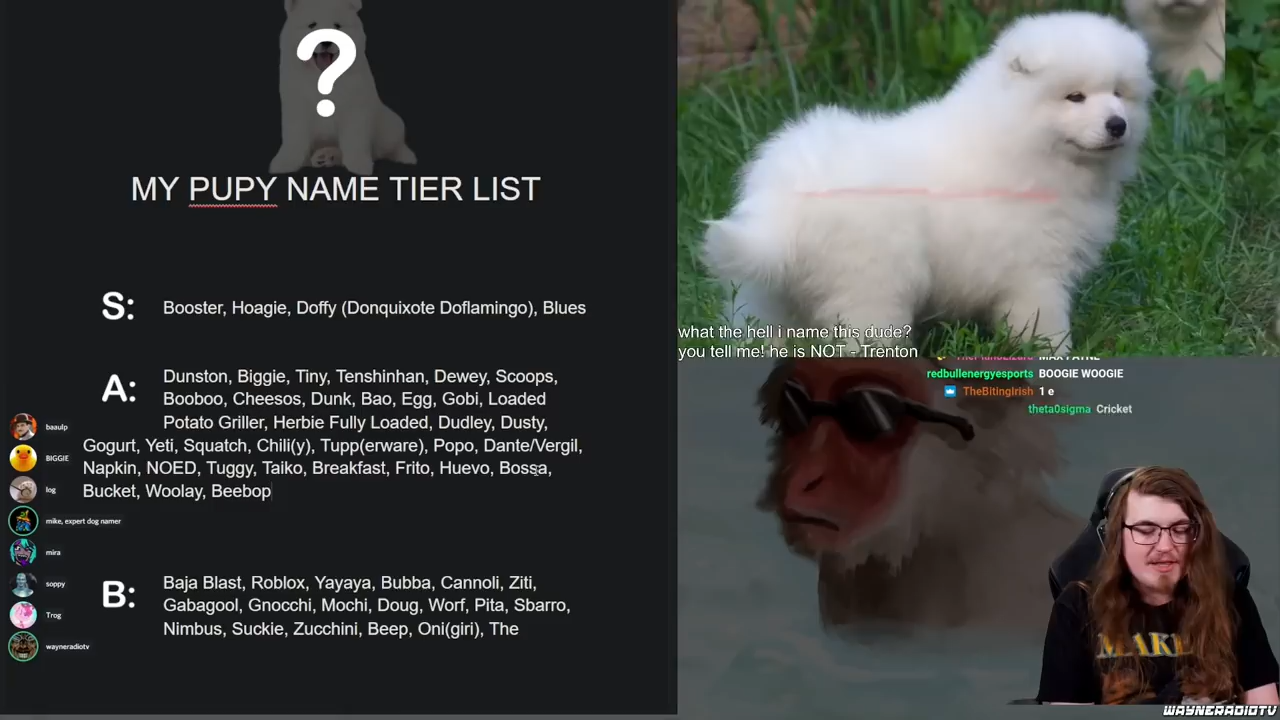 ?
MY PUPY NAME TIER LIST
S:
Booster, Hoagie, Doffy (Donquixote Doflamingo), Blues
A:
Dunston, Biggie, Tiny, Tenshinhan, Dewey, Scoops,
Booboo, Cheesis, Dunk, Bao, Egg, Gobi, Loaded
Potato Griller, Herbie Fully Loaded, Dudley, Dusty,
Gogurt, Yeti, Squatch, Chili(y), Tupp(erware), Popo, Dante/Vergil,
Napkin, NOED, Tuggy, Taiko, Breakfast, Frito, Huevo, Bossa,
Bucket, Woolay, Beebop
B:
Baja Blast, Roblox, Yayaya, Bubba, Cannoli, Ziti,
Gabagool, Gnocchi, Mochi, Doug, Worf, Pita, Sbarro,
Nimbus, Suckie, Zucchini, Beep, Oni(giri), The
baaulp
BIGGIE
log
mike, expert dog namer
mira
soppy
Trog
wayneradiotv
what the hell i name this dude?
you tell me! he is NOT - Trenton
MAX PAYNE
redbullenergyesports BOOGIE WOOGIE
TheBitingIrish 1 e
theta0sigma Cricket
MAKE
WAYNERADIOTV